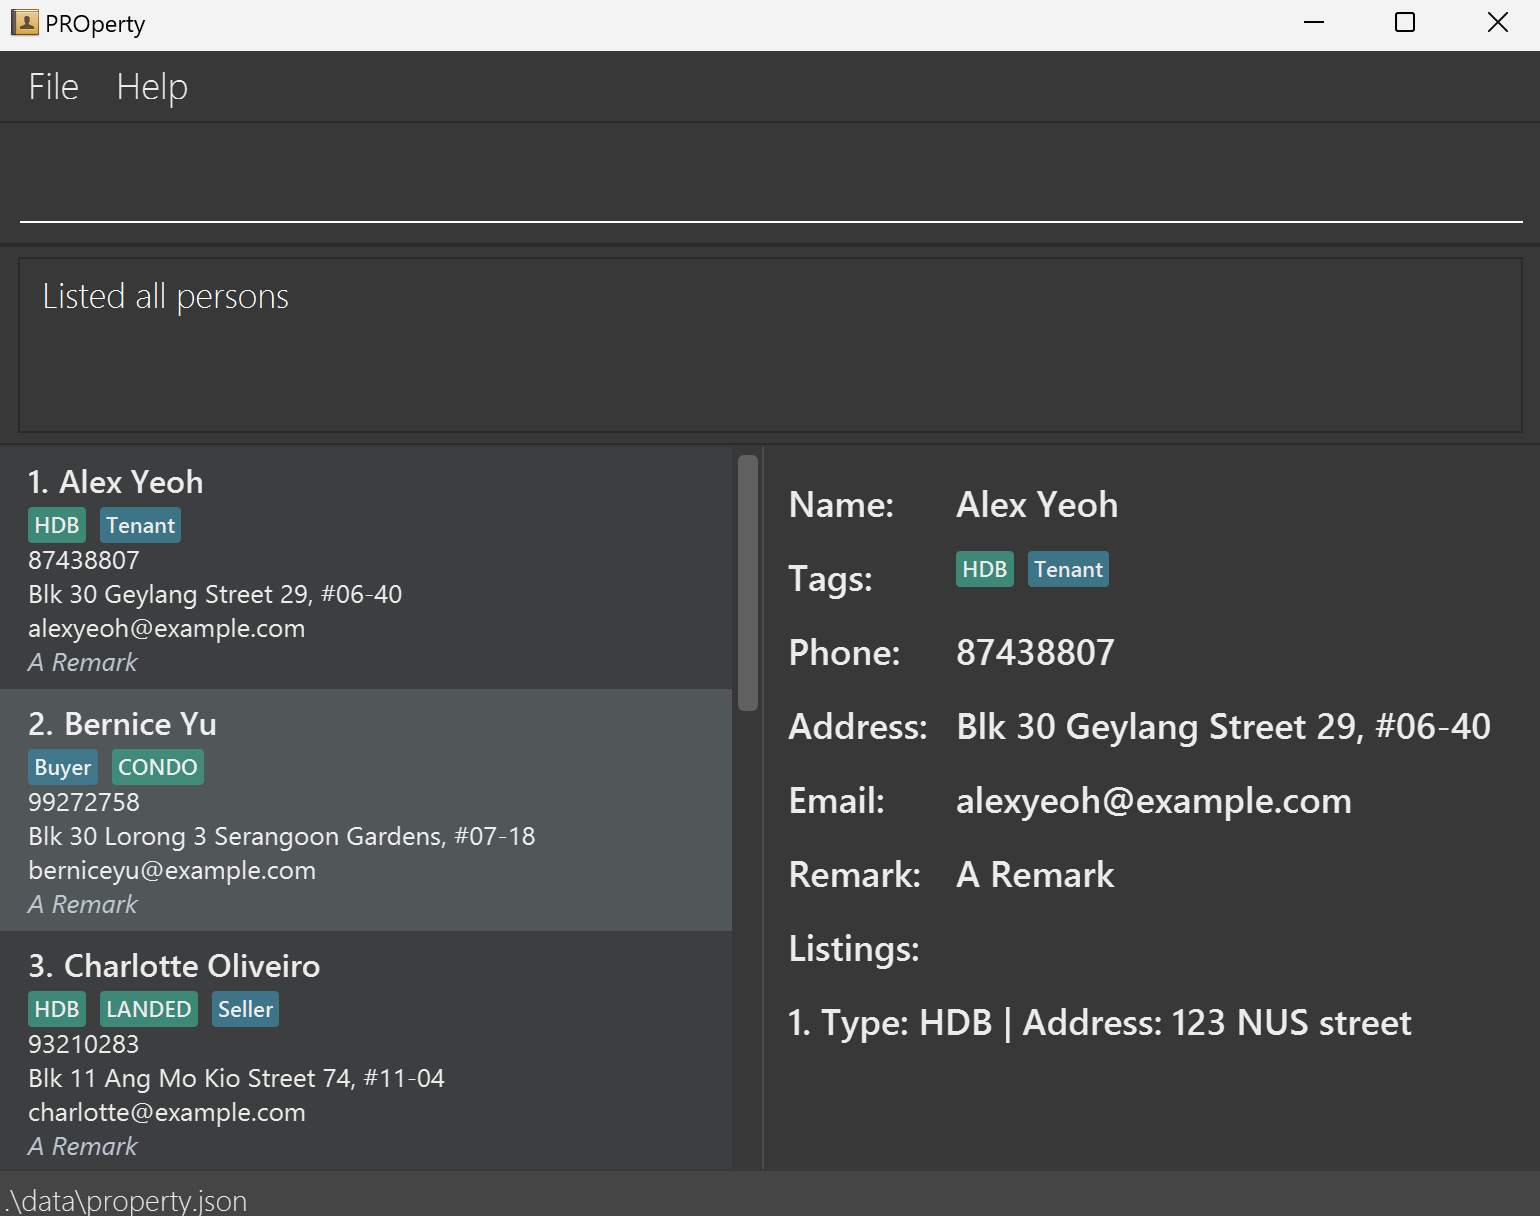 PROperty
File Help
Listed all persons
1. Alex Yeoh
HDB Tenant
87438807
Blk 30 Geylang Street 29, #06-40
alexyeoh@example.com
A Remark
2. Bernice Yu
Buyer CONDO
99272758
Blk 30 Lorong 3 Serangoon Gardens, #07-18
berniceyu@example.com
A Remark
3. Charlotte Oliveiro
HDB LANDED Seller
93210283
Blk 11 Ang Mo Kio Street 74, #11-04
charlotte@example.com
A Remark
Name: Alex Yeoh
Tags: HDB Tenant
Phone: 87438807
Address: Blk 30 Geylang Street 29, #06-40
Email: alexyeoh@example.com
Remark: A Remark
Listings:
1. Type: HDB | Address: 123 NUS street
.\data\property.json